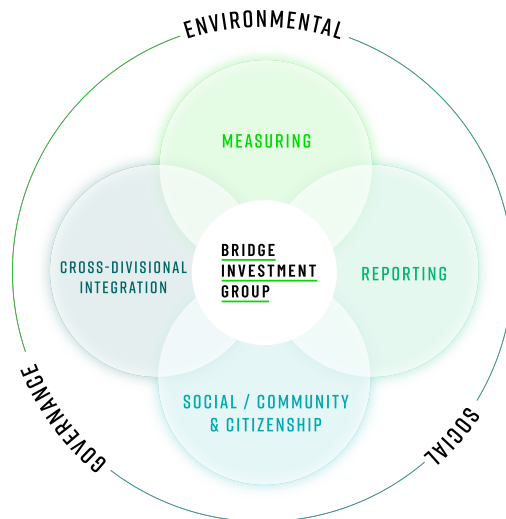 ENVIRONMENTAL
MEASURING
CROSS-DIVISIONAL
INTEGRATION
BRIDGE
INVESTMENT
GROUP
REPORTING
SOCIAL / COMMUNITY
& CITIZENSHIP
GOVERNANCE
SOCIAL